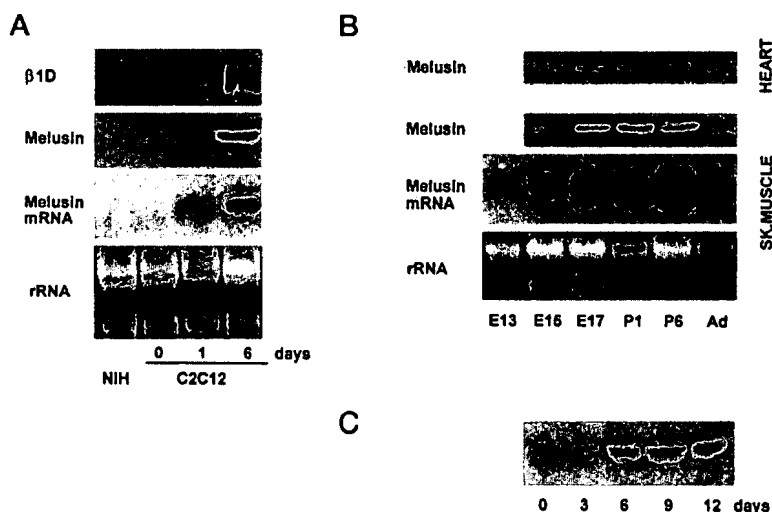 A
β1D
Melusin
Melusin
mRNA
rRNA
0 1 6 days
NIH C2C12
B
Melusin HEART
Melusin
Melusin
mRNA
SK.MUSCLE
rRNA
E13 E15 E17 P1 P6 Ad
C
0 3 6 9 12 days